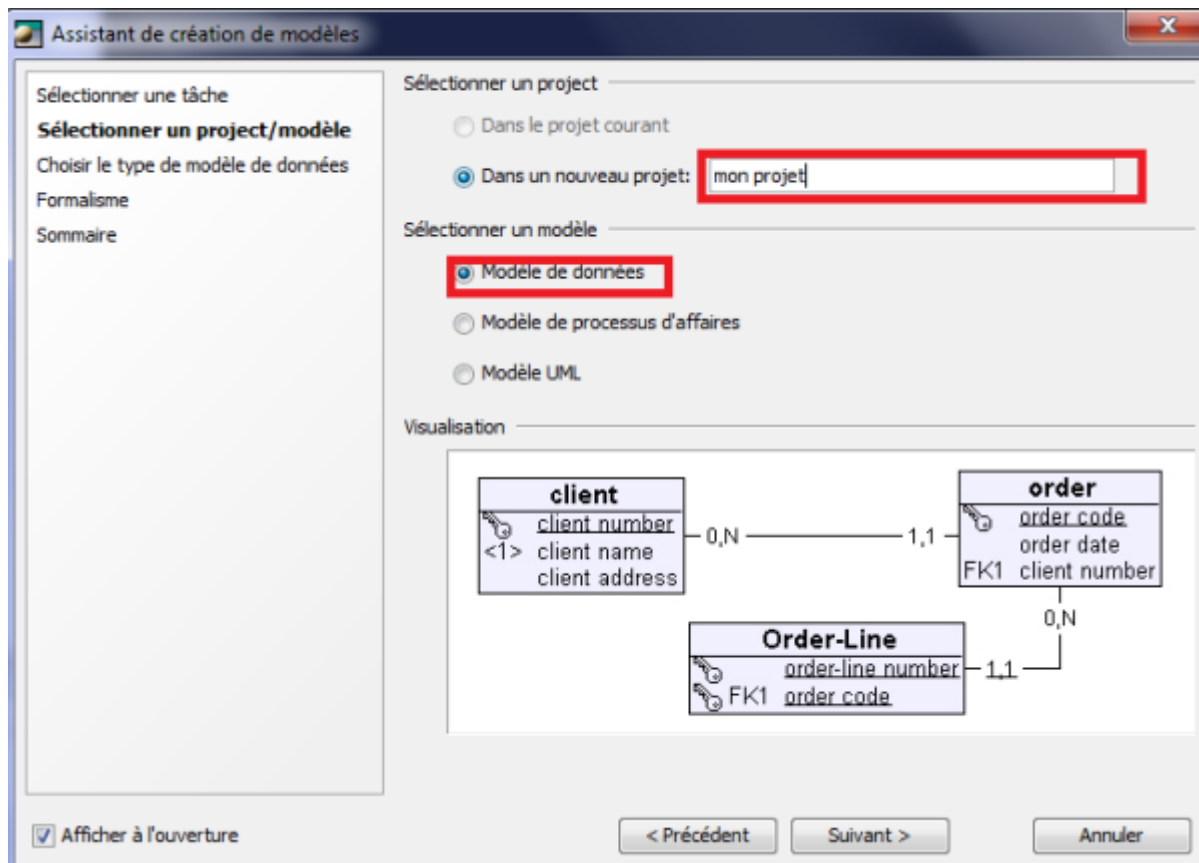 Assistant de création de modèles
Sélectionner une tâche
Sélectionner un project/modèle
Choisir le type de modèle de données
Formalisme
Sommaire
Sélectionner un project
Dans le projet courant
Dans un nouveau projet: mon projet
Sélectionner un modèle
Modèle de données
Modèle de processus d'affaires
Modèle UML
Visualisation
client
client number
<1> client name
client address
0,N
1,1
order
order code
order date
FK1 client number
0,N
Order-Line
order-line number
FK1 order code
1,1
Afficher à l'ouverture
< Précédent
Suivant >
Annuler